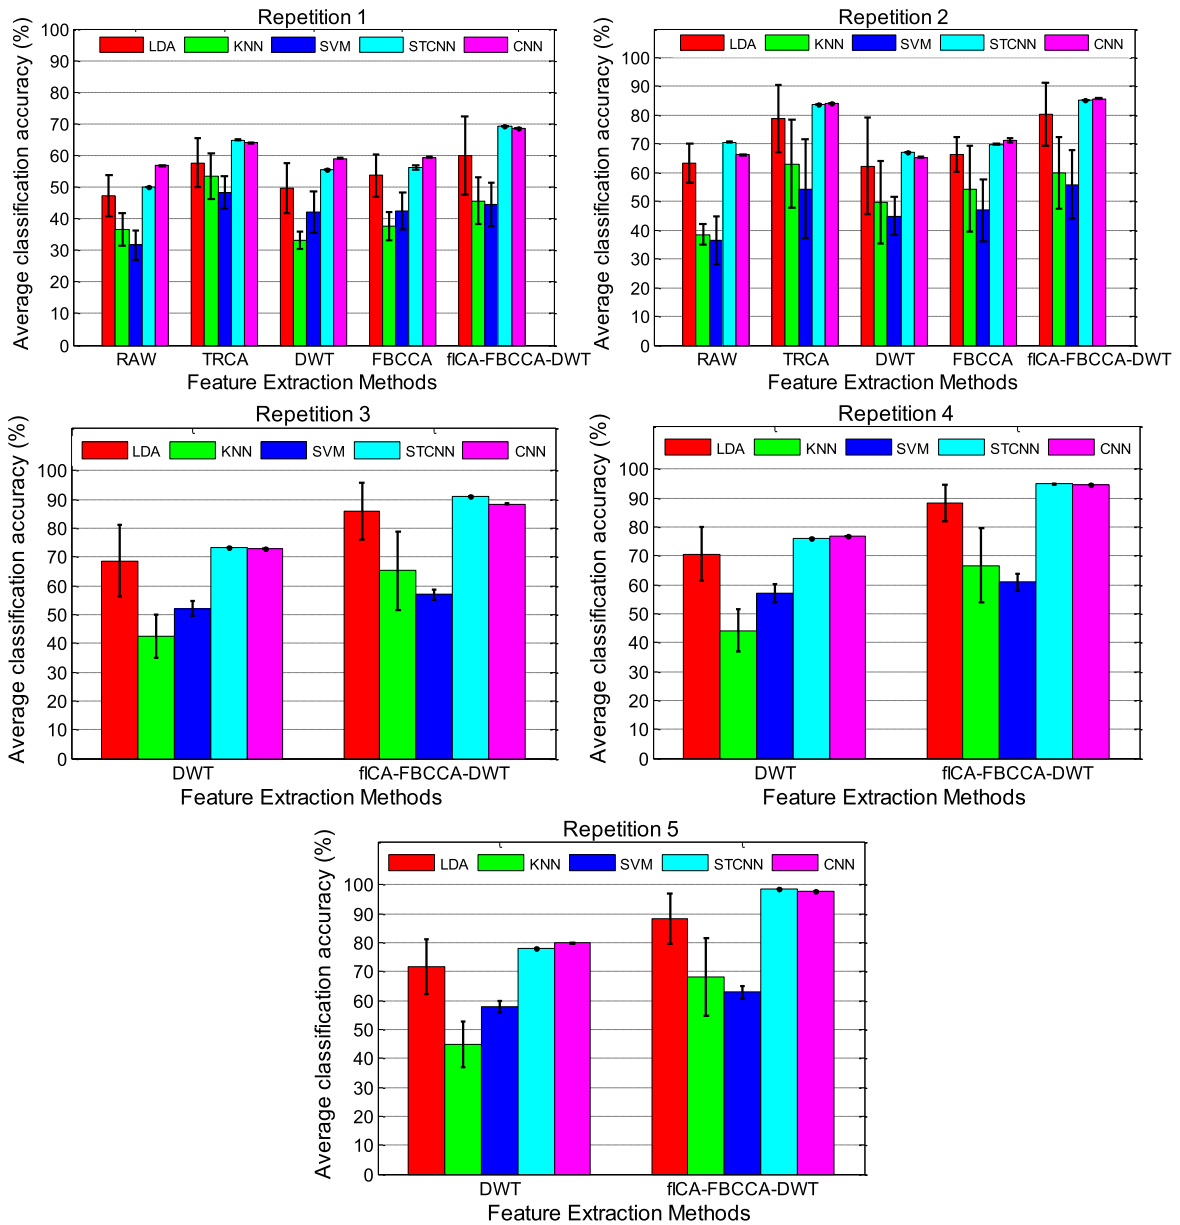 Repetition 1
Average classification accuracy (%)
100
90
80
70
60
50
40
30
20
10
0
LDA KNN SVM STCNN CNN
RAW TRCA DWT FBCCA fICA-FBCCA-DWT
Feature Extraction Methods
Repetition 2
Average classification accuracy (%)
100
90
80
70
60
50
40
30
20
10
0
LDA KNN SVM STCNN CNN
RAW TRCA DWT FBCCA fICA-FBCCA-DWT
Feature Extraction Methods
Repetition 3
Average classification accuracy (%)
100
90
80
70
60
50
40
30
20
10
0
LDA KNN SVM STCNN CNN
DWT fICA-FBCCA-DWT
Feature Extraction Methods
Repetition 4
Average classification accuracy (%)
100
90
80
70
60
50
40
30
20
10
0
LDA KNN SVM STCNN CNN
DWT fICA-FBCCA-DWT
Feature Extraction Methods
Repetition 5
Average classification accuracy (%)
100
90
80
70
60
50
40
30
20
10
0
LDA KNN SVM STCNN CNN
DWT fICA-FBCCA-DWT
Feature Extraction Methods